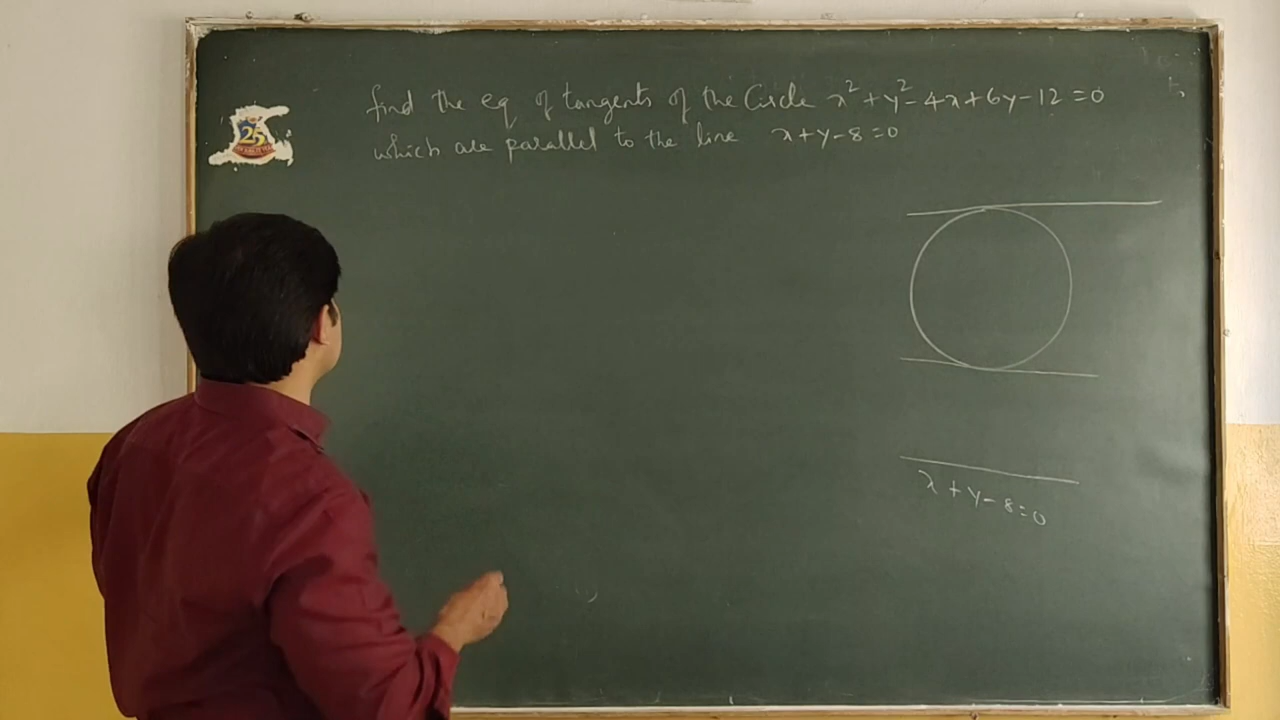 find the eq of tangents of the Circle x² + y² - 4x + 6y - 12 = 0
which are parallel to the line x + y - 8 = 0
x + y - 8 = 0
25